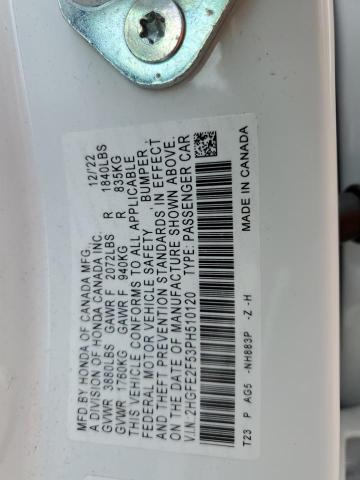 MFD BY HONDA OF CANADA MFG. 12/'22
A DIVISION OF HONDA CANADA INC.
GVWR 3880LBS GAWR F 2072LBS R 1840LBS
GVWR 1760KG GAWR F 940KG R 835KG
THIS VEHICLE CONFORMS TO ALL APPLICABLE
FEDERAL MOTOR VEHICLE SAFETY BUMPER ,
AND THEFT PREVENTION STANDARDS IN EFFECT
ON THE DATE OF MANUFACTURE SHOWN ABOVE.
V.I.N.:2HGFE2F53PH510120 TYPE: PASSENGER CAR
T23 P AG5 -NH883P -Z -H MADE IN CANADA